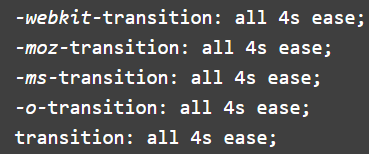 -webkit-transition: all 4s ease;
-moz-transition: all 4s ease;
-ms-transition: all 4s ease;
-o-transition: all 4s ease;
transition: all 4s ease;